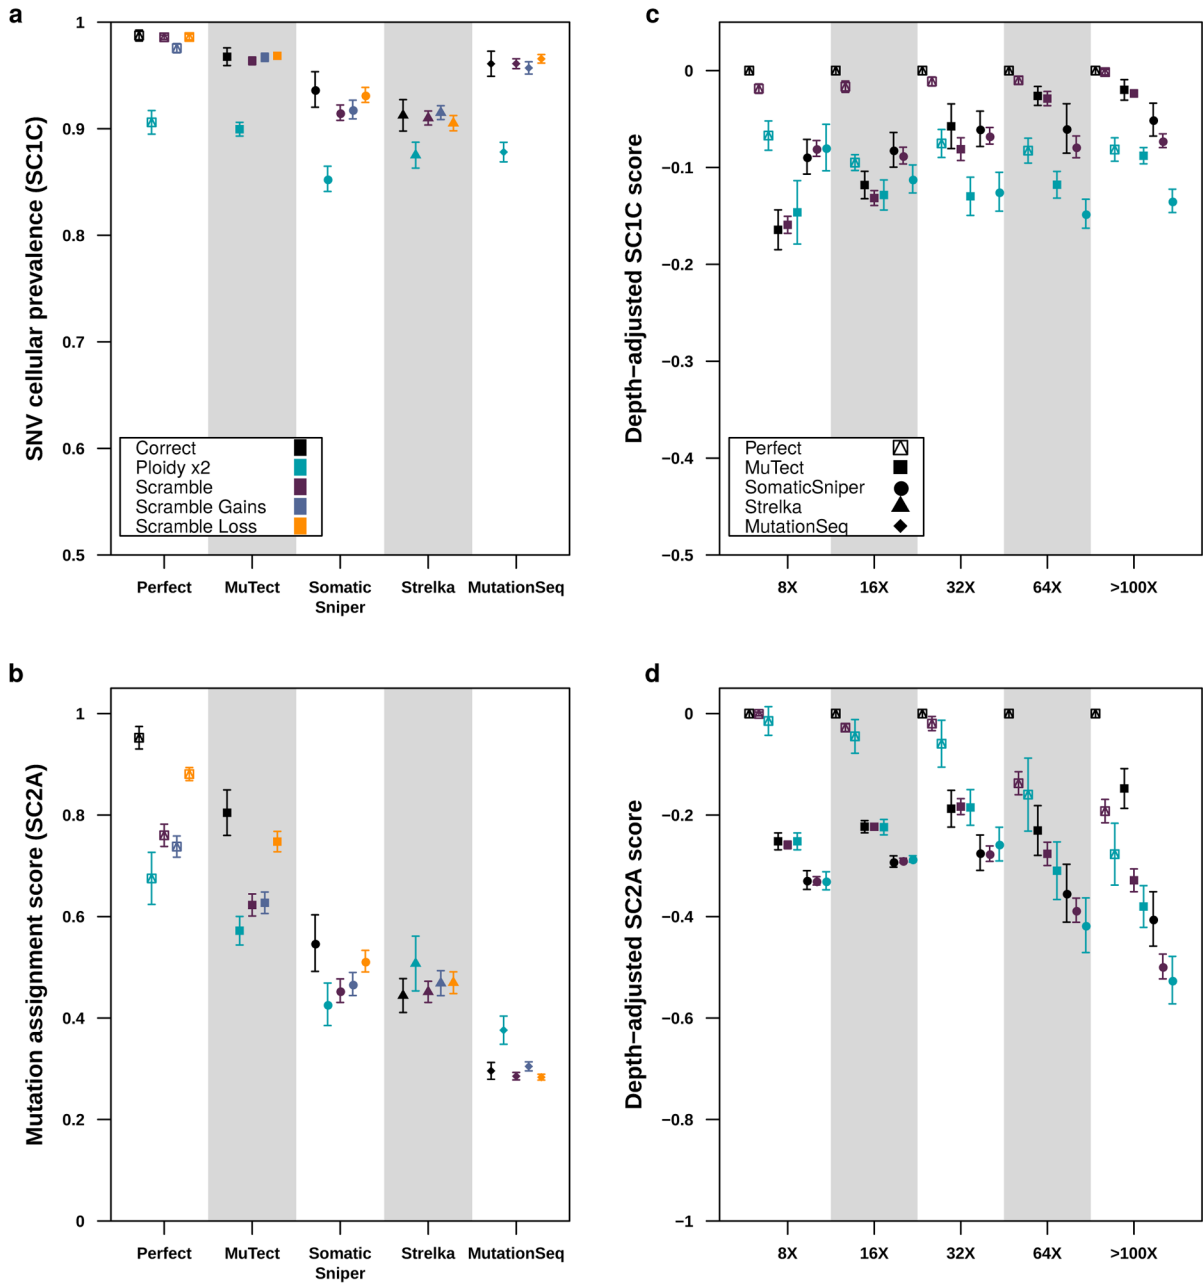 a
SNV cellular prevalence (SC1C)
1
0.9
0.8
0.7
0.6
0.5
Correct
Ploidy x2
Scramble
Scramble Gains
Scramble Loss
Perfect
MuTect
Somatic
Sniper
Strelka
MutationSeq
c
Depth−adjusted SC1C score
0
−0.1
−0.2
−0.3
−0.4
−0.5
Perfect
MuTect
SomaticSniper
Strelka
MutationSeq
8X
16X
32X
64X
>100X
b
Mutation assignment score (SC2A)
1
0.8
0.6
0.4
0.2
0
Perfect
MuTect
Somatic
Sniper
Strelka
MutationSeq
d
Depth−adjusted SC2A score
0
−0.2
−0.4
−0.6
−0.8
−1
8X
16X
32X
64X
>100X